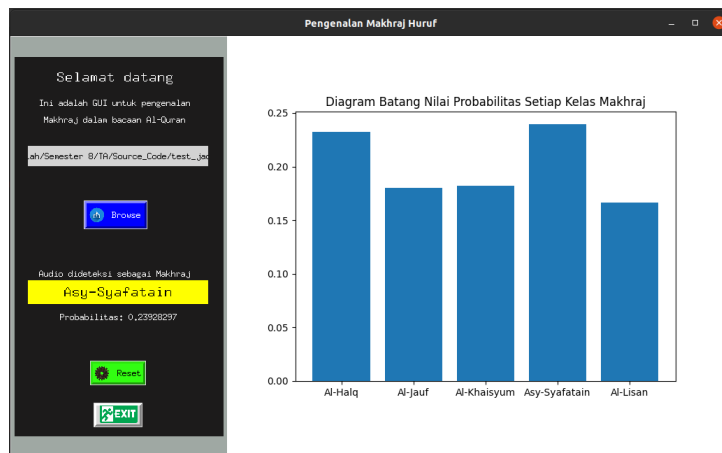 Pengenalan Makhraj Huruf
Selamat datang
Ini adalah GUI untuk pengenalan
Makhraj dalam bacaan Al-Quran
.ah/Semester 8/TA/Source_Code/test_jad
Browse
Audio dideteksi sebagai Makhraj
Asy-Syafatain
Probabilitas: 0.23928297
Reset
EXIT
Diagram Batang Nilai Probabilitas Setiap Kelas Makhraj
0.25
0.20
0.15
0.10
0.05
0.00
Al-Halq Al-Jauf Al-Khaisyum Asy-Syafatain Al-Lisan